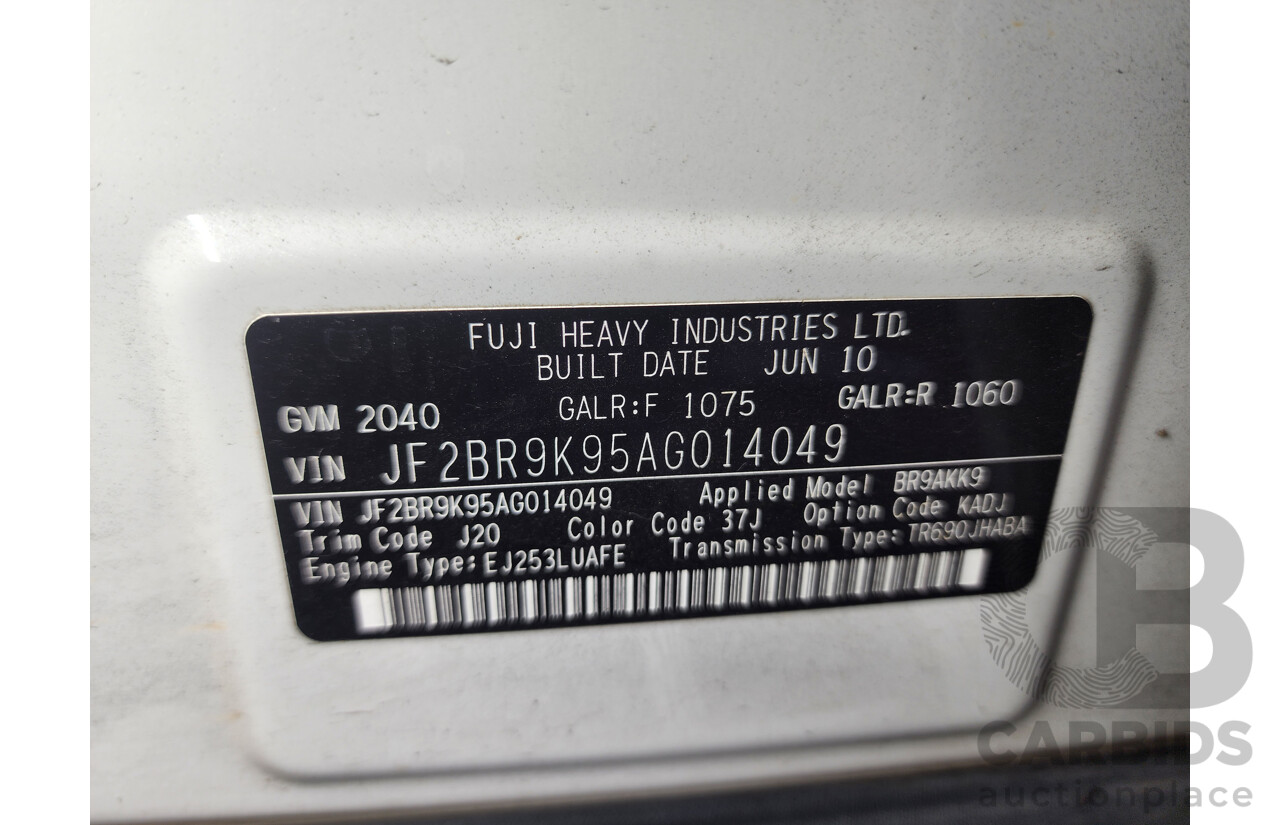 FUJI HEAVY INDUSTRIES LTD.
BUILT DATE JUN 10
GVM 2040 GALR:F 1075 GALR:R 1060
VIN JF2BR9K95AG014049
VIN JF2BR9K95AG014049 Applied Model BR9AKK9
Trim Code J20 Color Code 37J Option Code KADJ
Engine Type:EJ253LUAFE Transmission Type:TR690JHABA
CB
CARBIDS
auctionplace